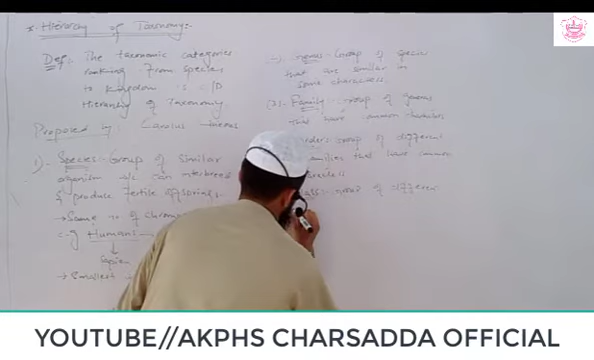 * Hierarchy of Taxonomy:-
Def:- The taxonomic categories
ranking from species
to kingdom is c/d
Hierarchy of Taxonomy
Proposed by: Carolus
1) Species:- Group of similar
organism w/c can interbreed
& produce fertile offspring.
→ Same no of chromo
e.g Humans
↓
Sapien
→ Smallest
Genus:- Group of species
that are similar in
some characters.
(3) Family:- Group of genus
that have common characters
Order:- group of different
families that have common
characters
Class:- group of different
YOUTUBE//AKPHS CHARSADDA OFFICIAL